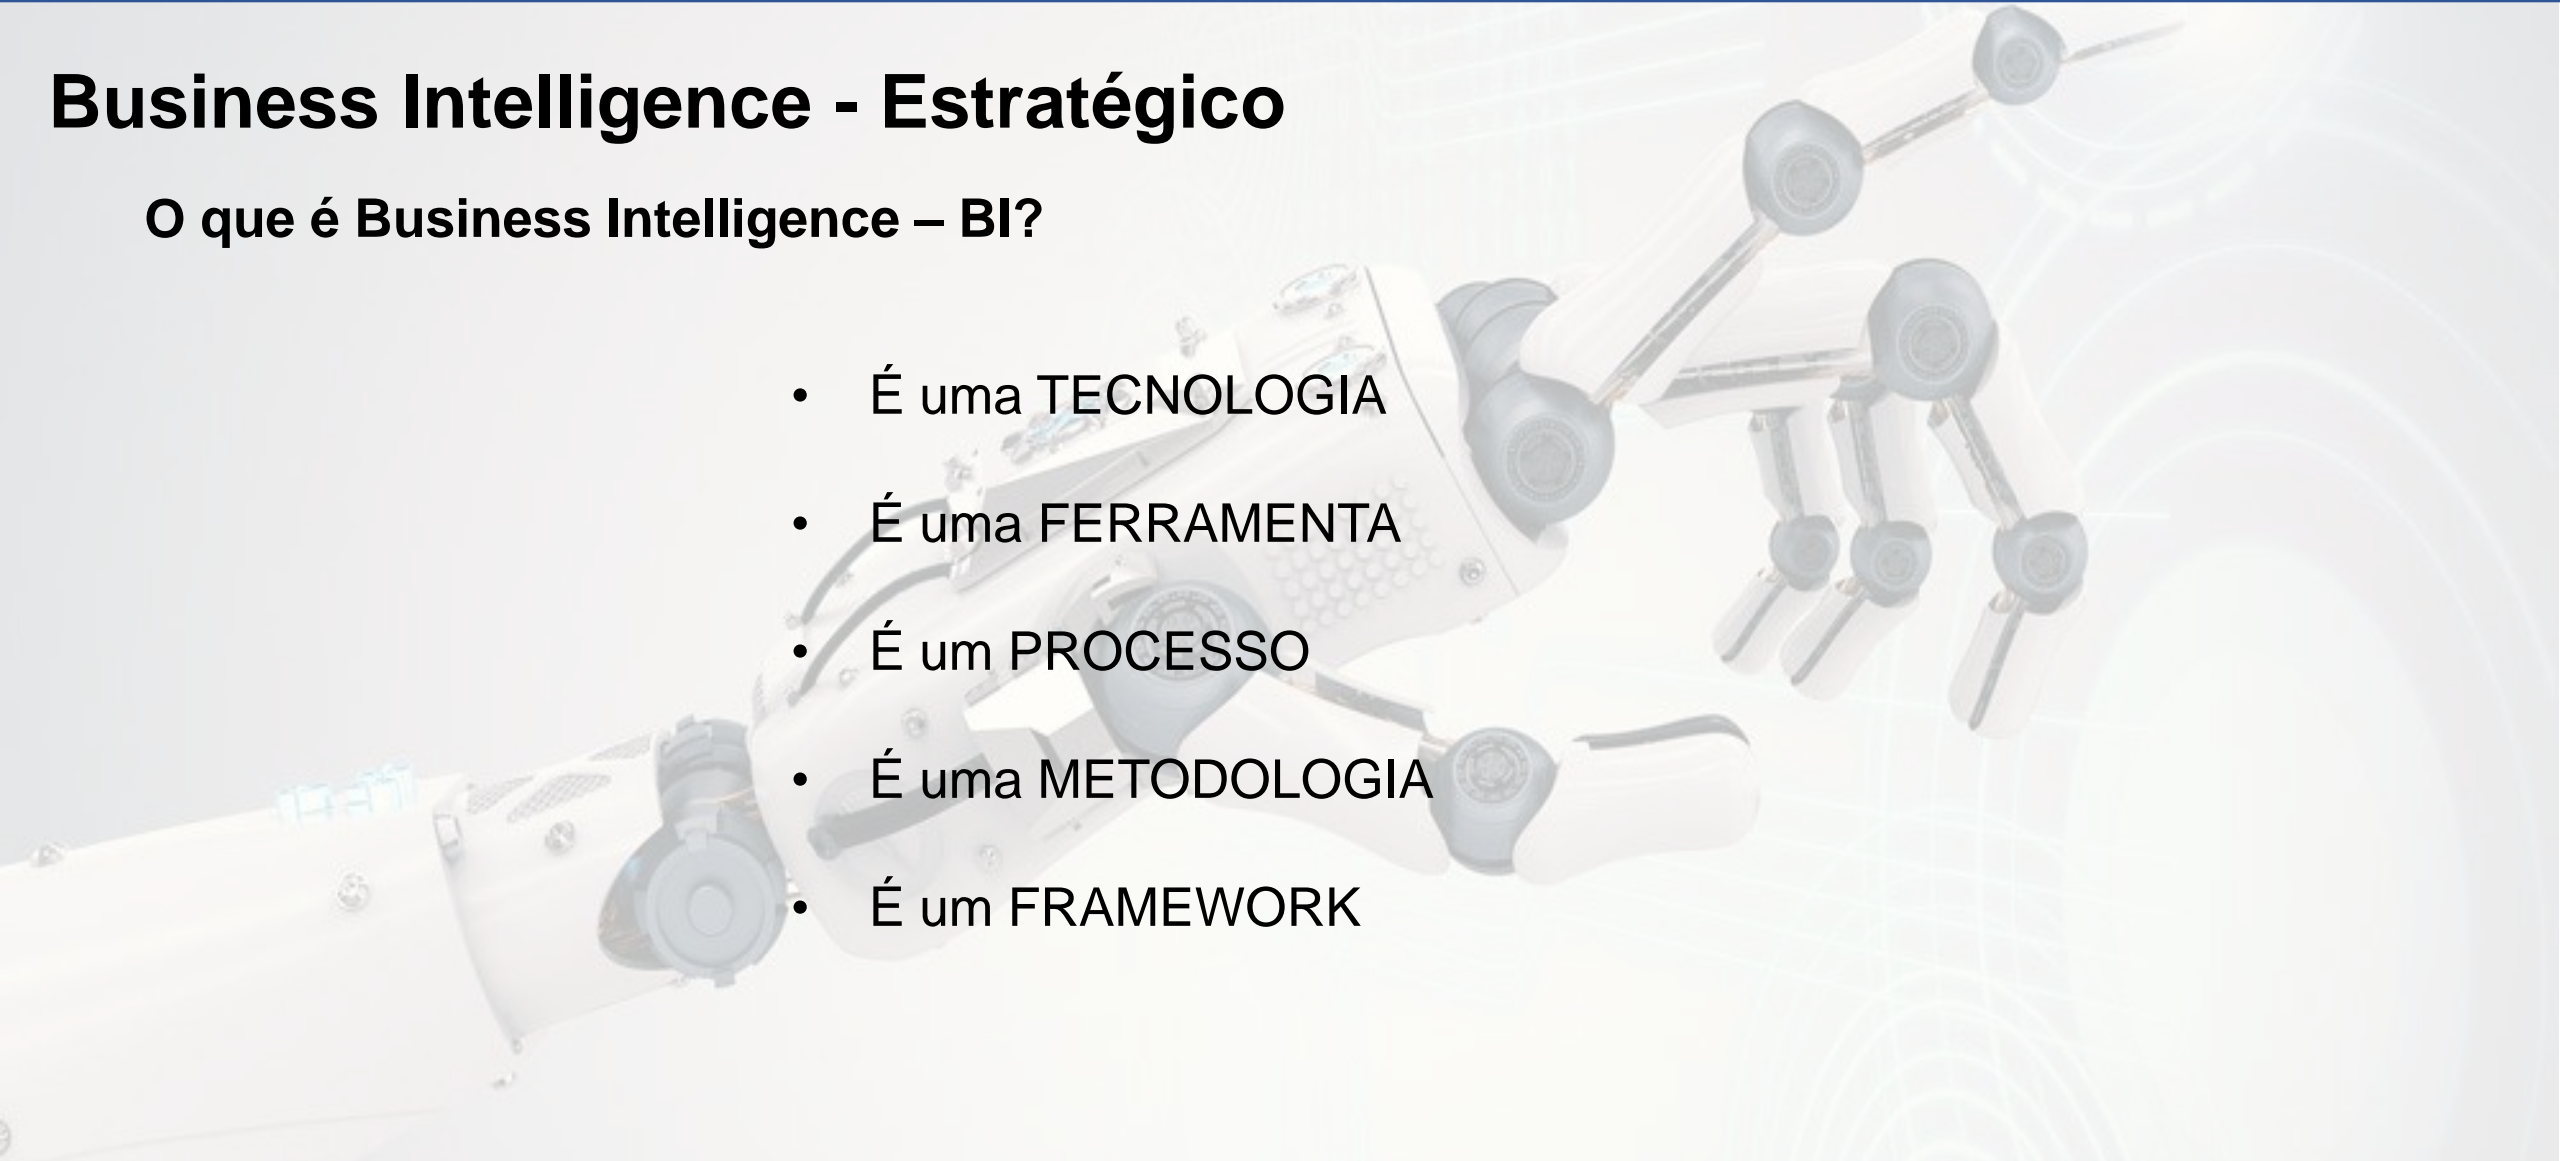 Business Intelligence - Estratégico
O que é Business Intelligence – BI?
• É uma TECNOLOGIA
• É uma FERRAMENTA
• É um PROCESSO
• É uma METODOLOGIA
• É um FRAMEWORK